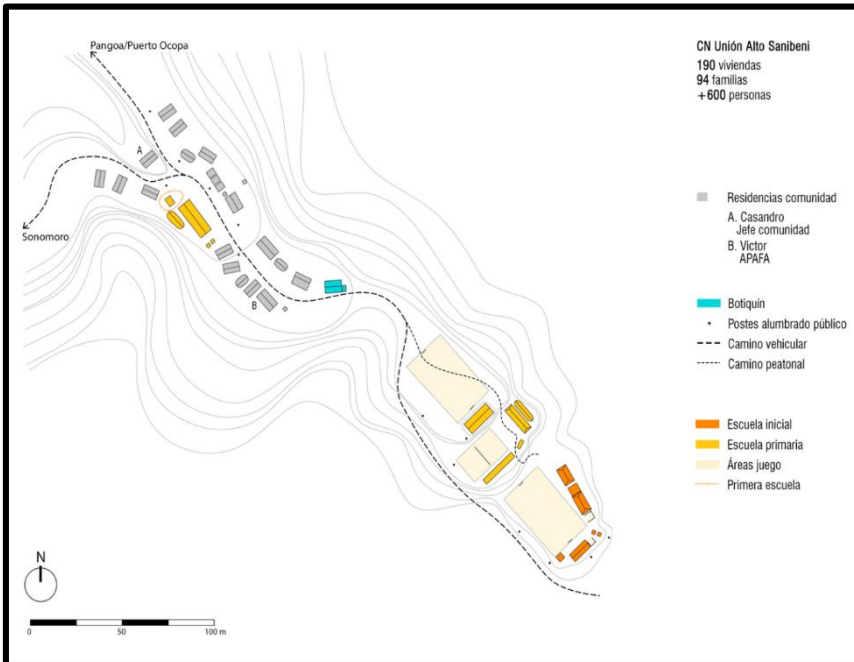 Pangoa/Puerto Ocopa
A
Sonomoro
B
N
0 50 100 m
CN Unión Alto Sanibeni
190 viviendas
94 familias
+600 personas
Residencias comunidad
A. Casandro
Jefe comunidad
B. Victor
APAFA
Botiquín
Postes alumbrado público
Camino vehicular
Camino peatonal
Escuela inicial
Escuela primaria
Áreas juego
Primera escuela